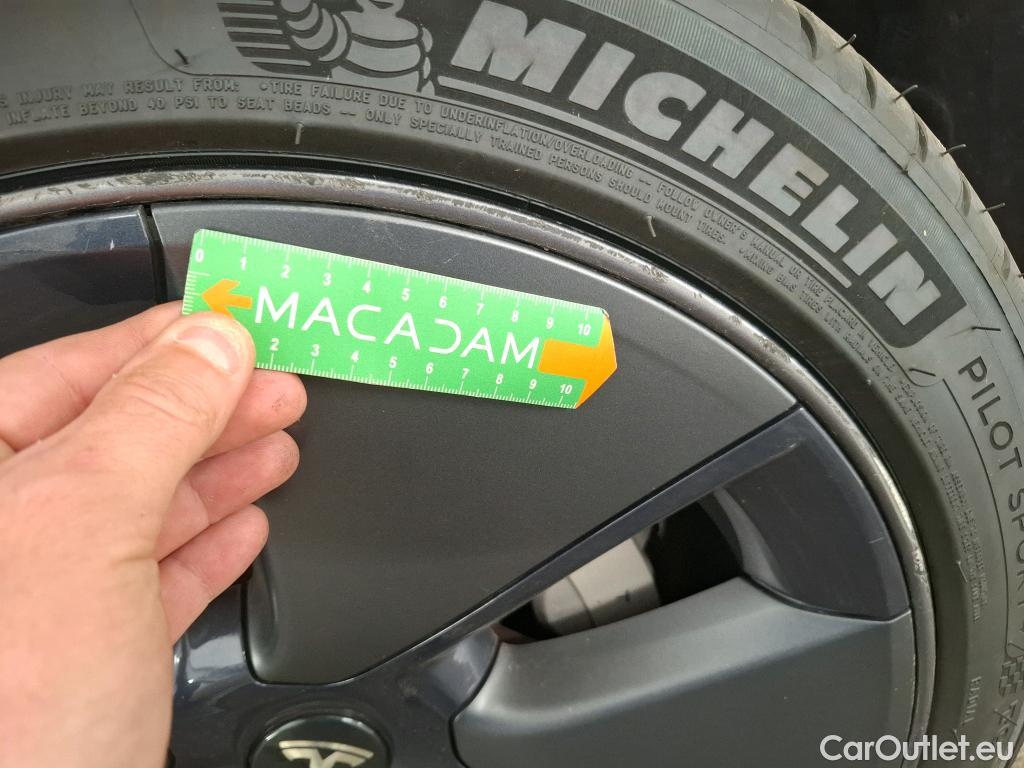 MICHELIN
INJURY MAY RESULT FROM: •TIRE FAILURE DUE TO UNDERINFLATION/OVERLOADING -- FOLLOW OWNER'S MANUAL OR TIRE PLACARD IN VEHICLE.
BEYOND 40 PSI TO SEAT BEADS -- ONLY SPECIALLY TRAINED PERSONS SHOULD MOUNT TIRES.
PILOT SPORT
0 1 2 3 4 5 6 7 8 9 10
MACADAM
2 3 4 5 6 7 8 9 10
CarOutlet.eu